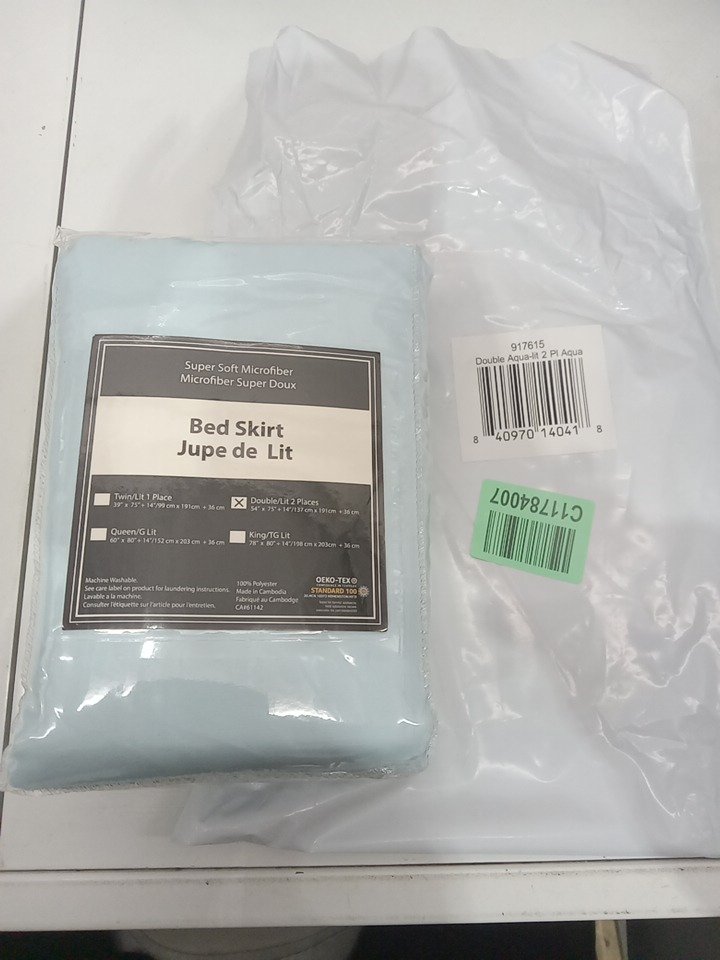 Super Soft Microfiber
Microfiber Super Doux
Bed Skirt
Jupe de Lit
Twin/Lit 1 Place
39" x 75" + 14"/99 cm x 191cm + 36 cm
Double/Lit 2 Places
54" x 75" + 14"/137 cm x 191cm + 36 cm
Queen/G Lit
60" x 80" + 14"/152 cm x 203 cm + 36 cm
King/TG Lit
78" x 80" + 14"/198 cm x 203cm + 36 cm
Machine Washable.
See care label on product for laundering instructions.
Lavable a la machine.
Consulter l'étiquette sur l'article pour l'entretien.
100% Polyester
Made in Cambodia
Fabriqué au Cambodge
CA#61142
OEKO-TEX®
STANDARD 100
917615
Double Aqua-lit 2 Pl Aqua
8 40970 14041 8
C11784007